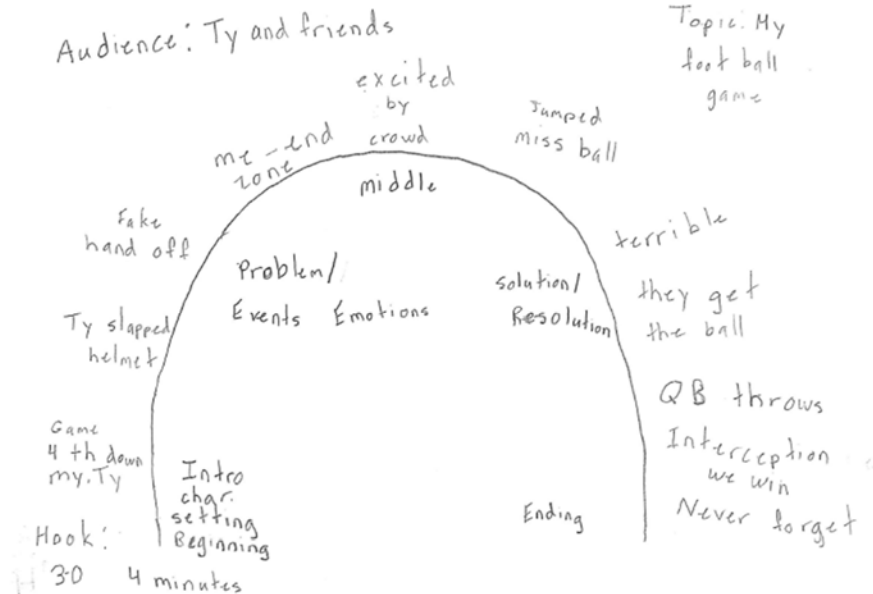 Audience: Ty and friends
Topic: My
foot ball
game
Hook:
3-0 4 minutes
Game
4 th down
my.Ty
Ty slapped
helmet
Fake
hand off
me - end
zone
excited
by
crowd
Jumped
miss ball
terrible
they get
the ball
QB throws
Interception
we win
Never forget
Intro
char.
setting
Beginning
Problem/
Events Emotions
middle
Solution/
Resolution
Ending